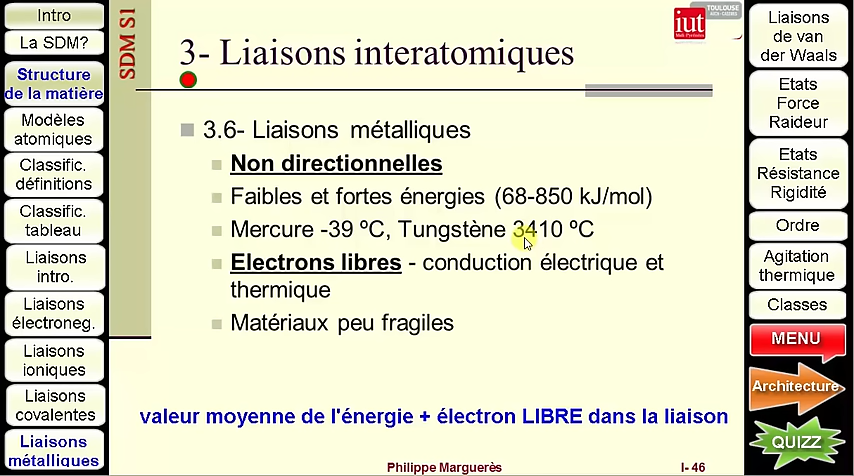 Intro
La SDM?
Structure
de la matière
Modèles
atomiques
Classific.
définitions
Classific.
tableau
Liaisons
intro.
Liaisons
électroneg.
Liaisons
ioniques
Liaisons
covalentes
Liaisons
métalliques
SDM S1
iut
TOULOUSE
3- Liaisons interatomiques
3.6- Liaisons métalliques
Non directionnelles
Faibles et fortes énergies (68-850 kJ/mol)
Mercure -39 ºC, Tungstène 3410 ºC
Electrons libres - conduction électrique et
thermique
Matériaux peu fragiles
valeur moyenne de l'énergie + électron LIBRE dans la liaison
Philippe Marguerès
I- 46
Liaisons
de van
der Waals
Etats
Force
Raideur
Etats
Résistance
Rigidité
Ordre
Agitation
thermique
Classes
MENU
Architecture
QUIZZ